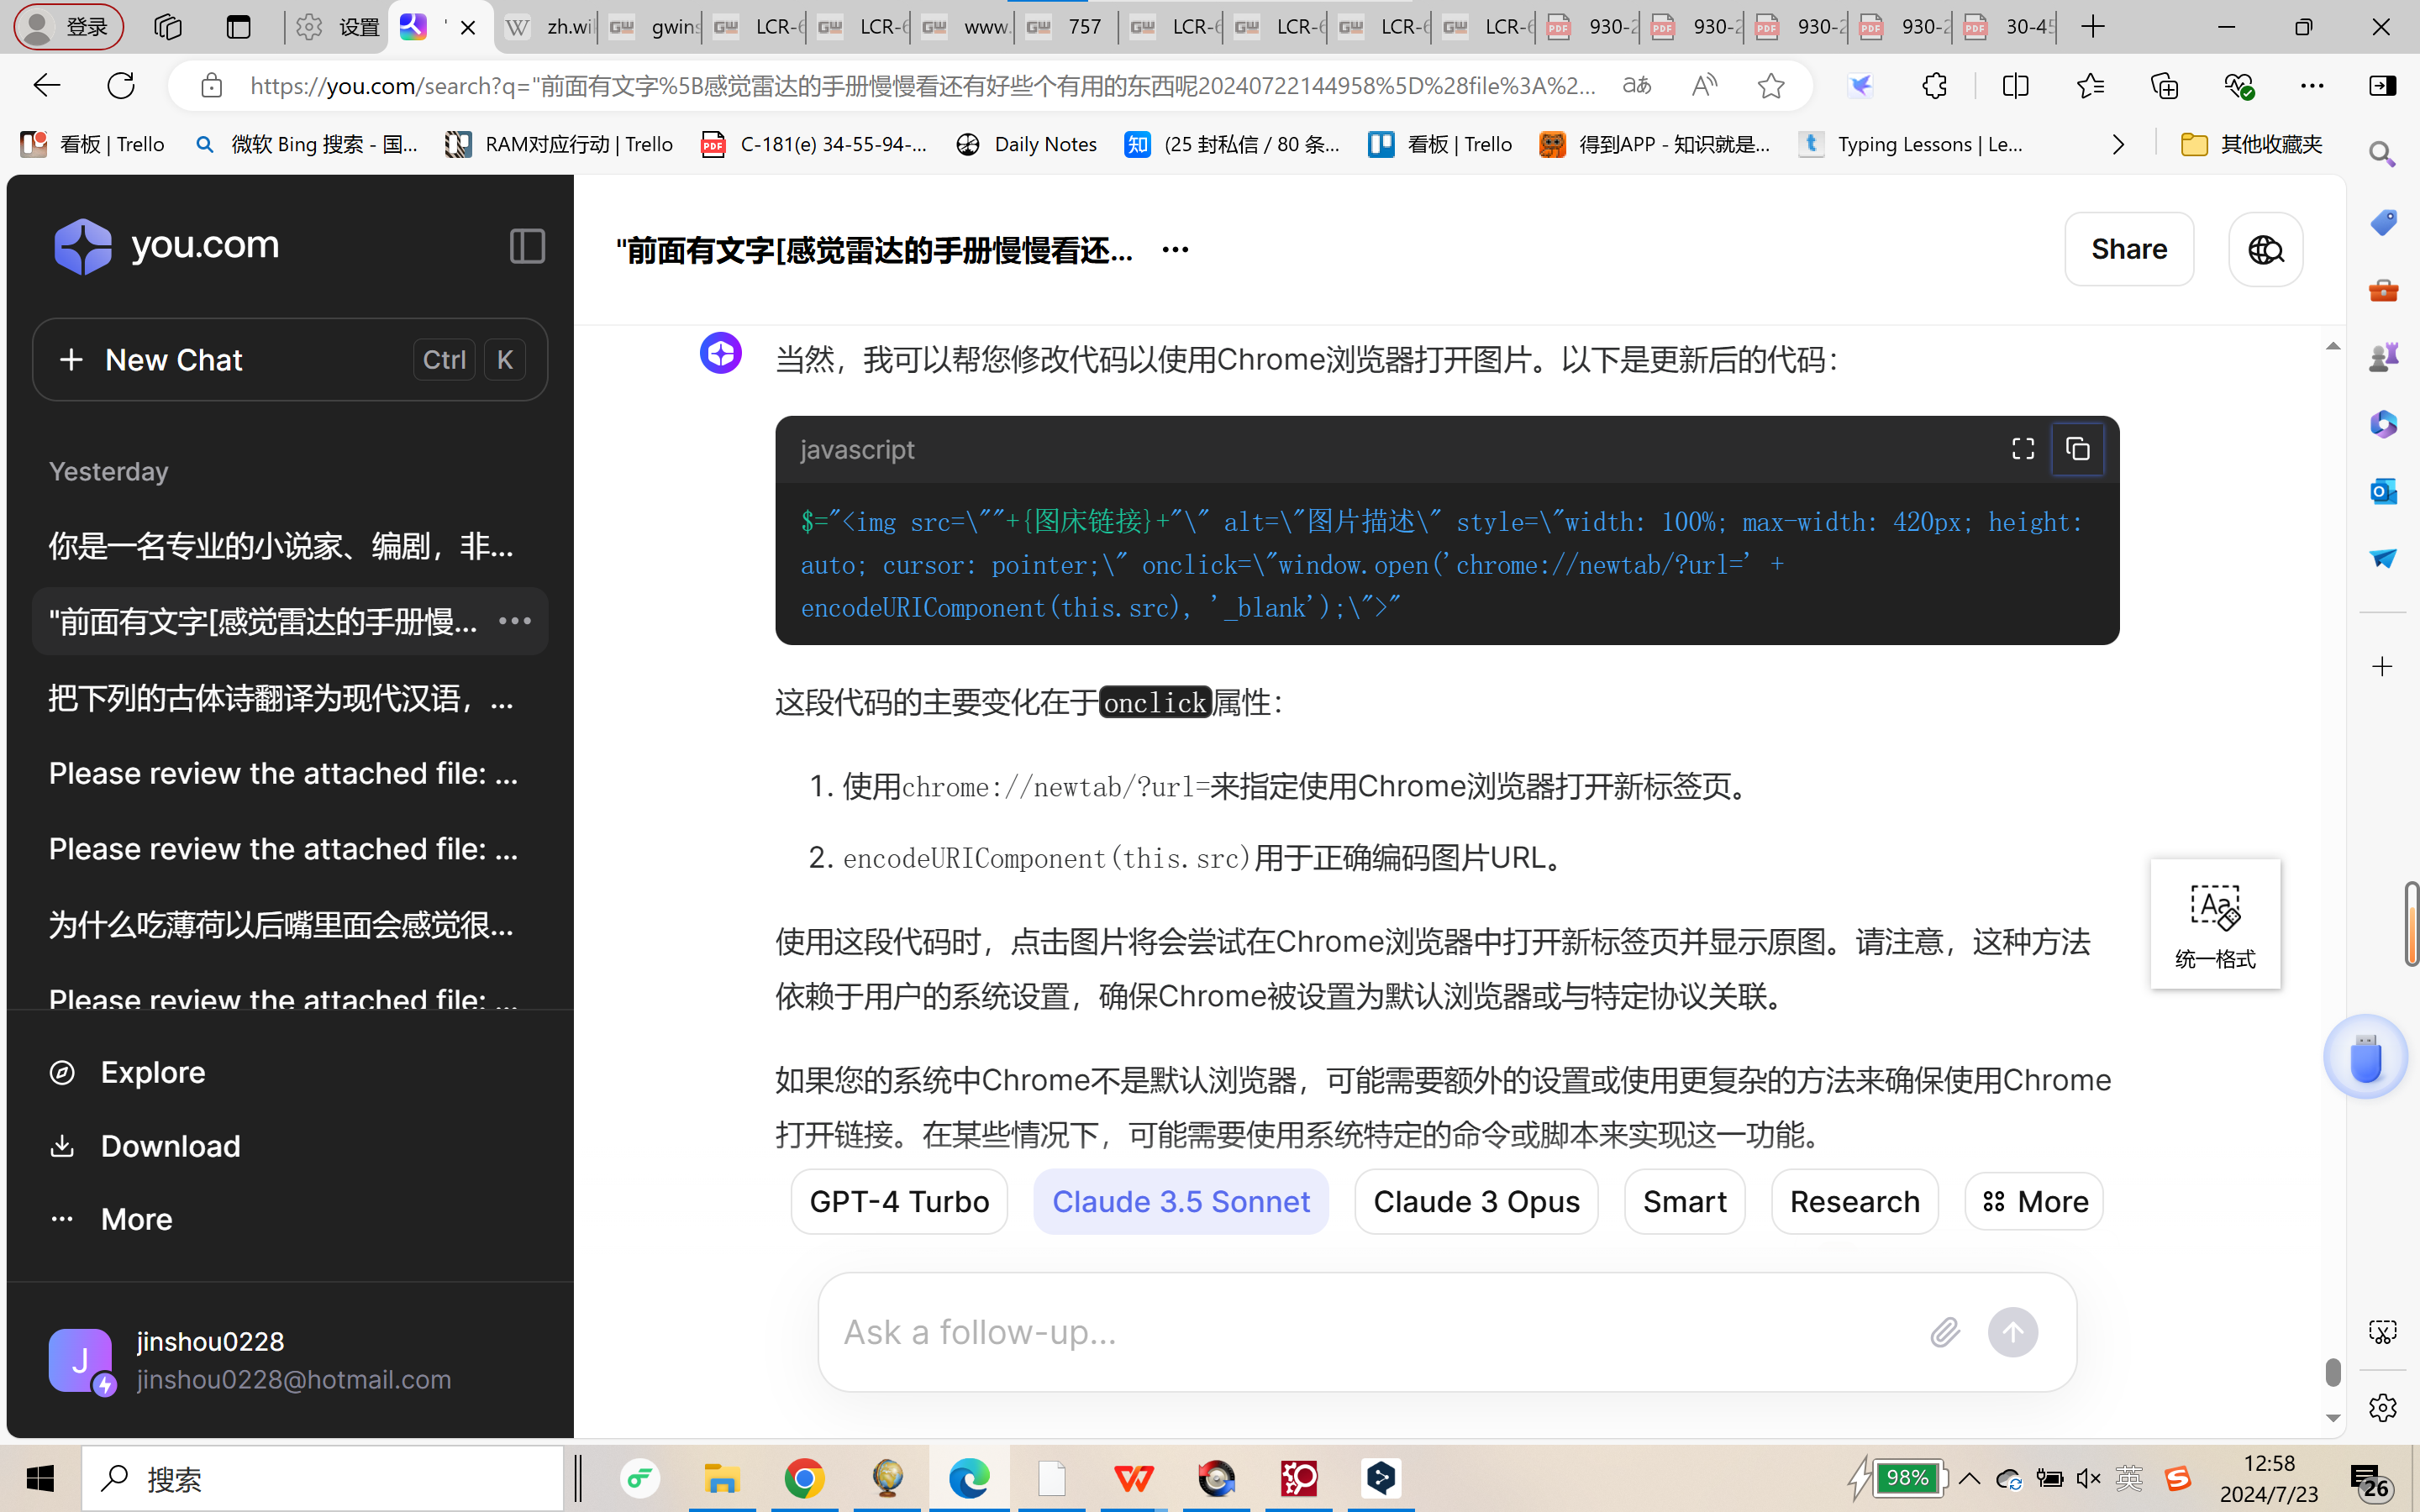 登录
设置
zh.wi
gwins
LCR-6
LCR-6
www.
757
LCR-6
LCR-6
LCR-6
LCR-6
930-2
930-2
930-2
930-2
30-45
https://you.com/search?q="前面有文字%5B感觉雷达的手册慢慢看还有好些个有用的东西呢20240722144958%5D%28file%3A%2...
看板 | Trello
微软 Bing 搜索 - 国...
RAM对应行动 | Trello
C-181(e) 34-55-94-...
Daily Notes
(25 封私信 / 80 条...
看板 | Trello
得到APP - 知识就是...
Typing Lessons | Le...
其他收藏夹
you.com
New Chat
Ctrl K
Yesterday
你是一名专业的小说家、编剧，非...
"前面有文字[感觉雷达的手册慢... ...
把下列的古体诗翻译为现代汉语，...
Please review the attached file: ...
Please review the attached file: ...
为什么吃薄荷以后嘴里面会感觉很...
Please review the attached file: ...
Explore
Download
More
J
jinshou0228
jinshou0228@hotmail.com
"前面有文字[感觉雷达的手册慢慢看还... ...
Share
当然，我可以帮您修改代码以使用Chrome浏览器打开图片。以下是更新后的代码：
javascript
$="<img src=\""+{图床链接}+"\" alt=\"图片描述\" style=\"width: 100%; max-width: 420px; height:
auto; cursor: pointer;\" onclick=\"window.open('chrome://newtab/?url=' +
encodeURIComponent(this.src), '_blank');\">"
这段代码的主要变化在于onclick属性：
1. 使用chrome://newtab/?url=来指定使用Chrome浏览器打开新标签页。
2. encodeURIComponent(this.src)用于正确编码图片URL。
使用这段代码时，点击图片将会尝试在Chrome浏览器中打开新标签页并显示原图。请注意，这种方法
依赖于用户的系统设置，确保Chrome被设置为默认浏览器或与特定协议关联。
如果您的系统中Chrome不是默认浏览器，可能需要额外的设置或使用更复杂的方法来确保使用Chrome
打开链接。在某些情况下，可能需要使用系统特定的命令或脚本来实现这一功能。
统一格式
GPT-4 Turbo
Claude 3.5 Sonnet
Claude 3 Opus
Smart
Research
More
Ask a follow-up...
搜索
98%
英
12:58
2024/7/23
26